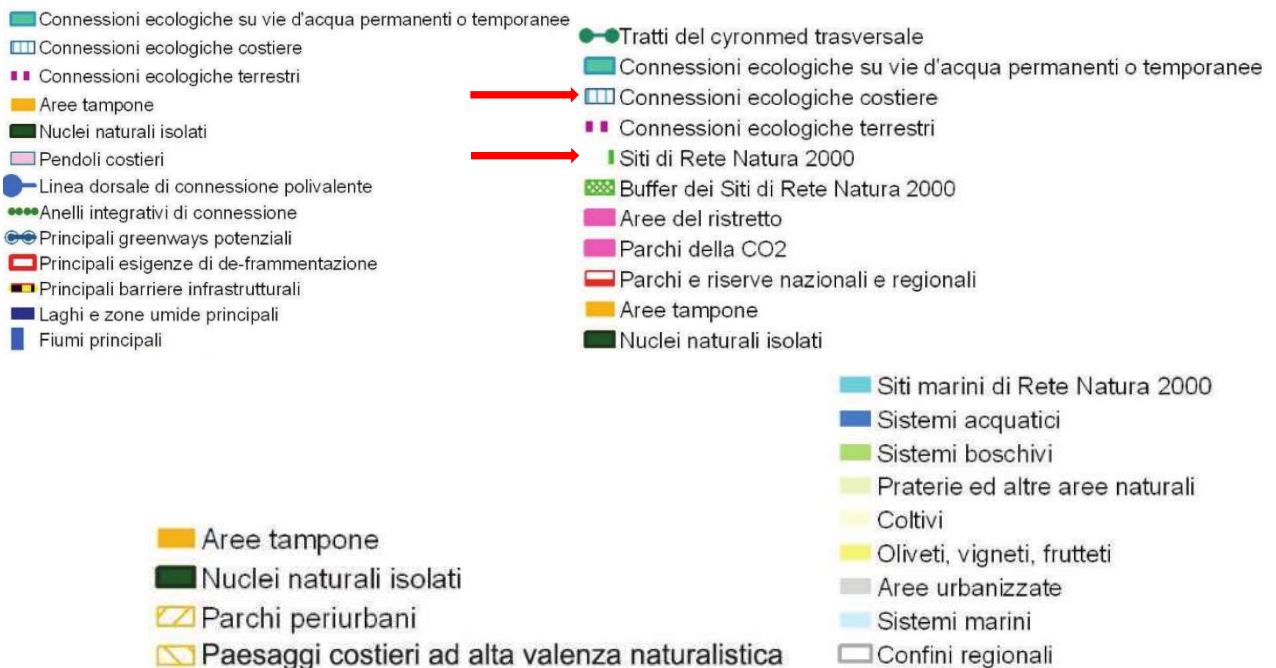 Connessioni ecologiche su vie d'acqua permanenti o temporanee
Connessioni ecologiche costiere
Connessioni ecologiche terrestri
Aree tampone
Nuclei naturali isolati
Pendoli costieri
Linea dorsale di connessione polivalente
Anelli integrativi di connessione
Principali greenways potenziali
Principali esigenze di de-frammentazione
Principali barriere infrastrutturali
Laghi e zone umide principali
Fiumi principali
Tratti del cyronmed trasversale
Connessioni ecologiche su vie d'acqua permanenti o temporanee
Connessioni ecologiche costiere
Connessioni ecologiche terrestri
Siti di Rete Natura 2000
Buffer dei Siti di Rete Natura 2000
Aree del ristretto
Parchi della CO2
Parchi e riserve nazionali e regionali
Aree tampone
Nuclei naturali isolati
Aree tampone
Nuclei naturali isolati
Parchi periurbani
Paesaggi costieri ad alta valenza naturalistica
Siti marini di Rete Natura 2000
Sistemi acquatici
Sistemi boschivi
Praterie ed altre aree naturali
Coltivi
Oliveti, vigneti, frutteti
Aree urbanizzate
Sistemi marini
Confini regionali